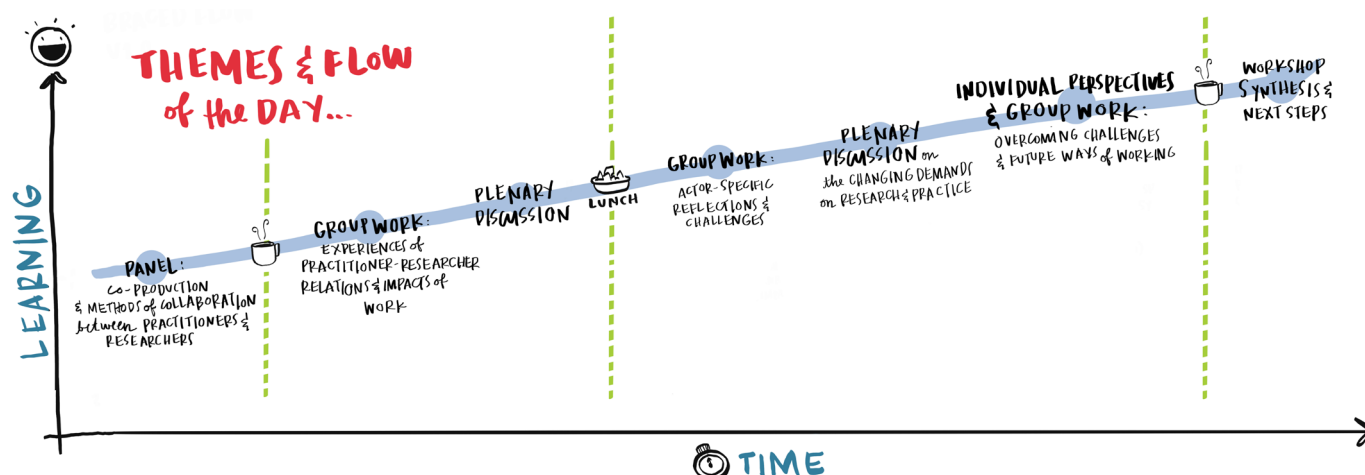 THEMES & FLOW
of the DAY...
LEARNING
PANEL:
CO-PRODUCTION
& METHODS of COLLABORATION
between PRACTITIONERS &
RESEARCHERS
GROUP WORK:
EXPERIENCES of
PRACTITIONER-RESEARCHER
RELATIONS & IMPACTS of
WORK
PLENARY
DISCUSSION
LUNCH
GROUP WORK:
ACTOR-SPECIFIC
REFLECTIONS &
CHALLENGES
PLENARY
DISCUSSION on
the CHANGING DEMANDS
on RESEARCH & PRACTICE
INDIVIDUAL PERSPECTIVES
& GROUP WORK:
OVERCOMING CHALLENGES
& FUTURE WAYS of WORKING
WORKSHOP
SYNTHESIS &
NEXT STEPS
TIME